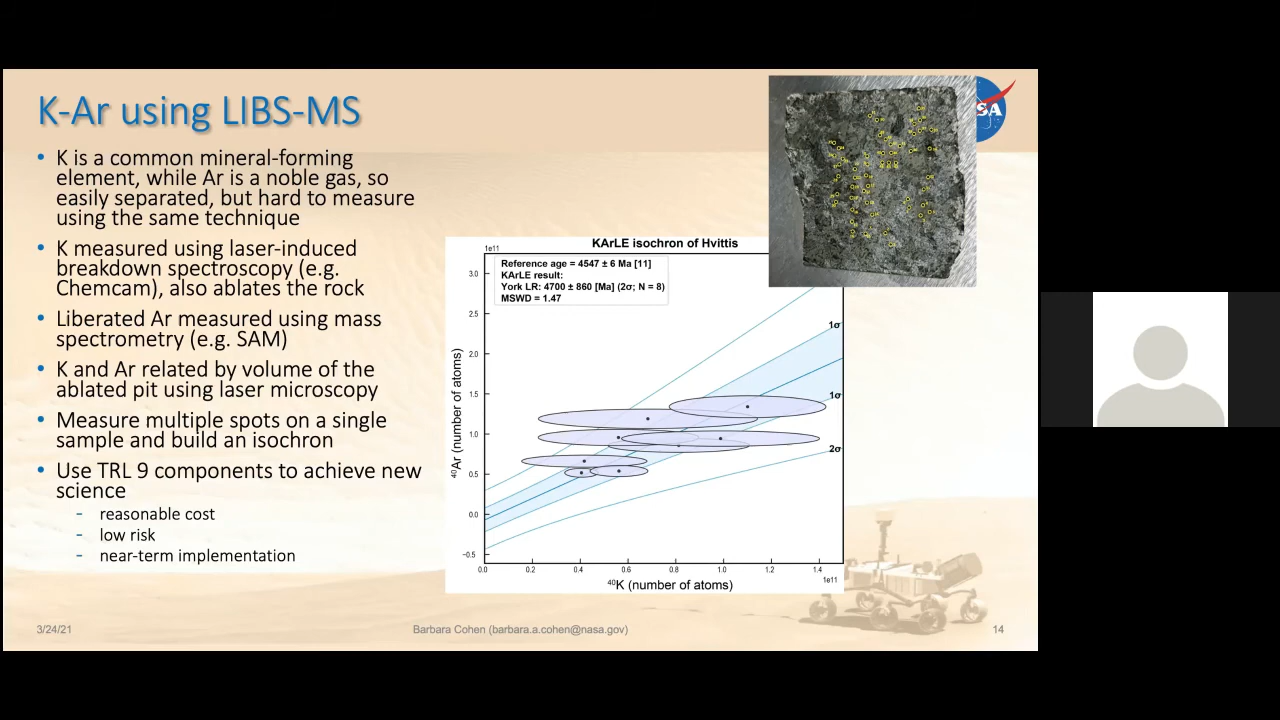 K-Ar using LIBS-MS
• K is a common mineral-forming
element, while Ar is a noble gas, so
easily separated, but hard to measure
using the same technique
• K measured using laser-induced
breakdown spectroscopy (e.g.
Chemcam), also ablates the rock
• Liberated Ar measured using mass
spectrometry (e.g. SAM)
• K and Ar related by volume of the
ablated pit using laser microscopy
• Measure multiple spots on a single
sample and build an isochron
• Use TRL 9 components to achieve new
science
- reasonable cost
- low risk
- near-term implementation
KArLE isochron of Hvittis
1e11
Reference age = 4547 ± 6 Ma [11]
KArLE result:
York LR: 4700 ± 860 [Ma] (2σ; N = 8)
MSWD = 1.47
3.0
2.5
2.0
1.5
1.0
0.5
0.0
−0.5
⁴⁰Ar (number of atoms)
1σ
1σ
2σ
0.0 0.2 0.4 0.6 0.8 1.0 1.2 1.4
1e11
⁴⁰K (number of atoms)
SA
3/24/21
Barbara Cohen (barbara.a.cohen@nasa.gov)
14